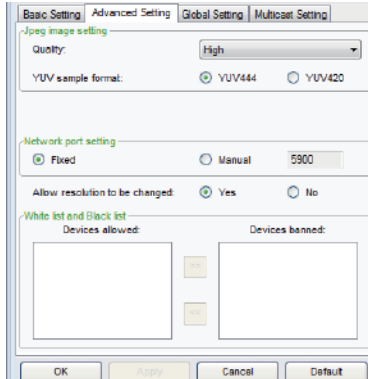 Basic Setting Advanced Setting Global Setting Multicast Setting
Jpeg image setting
Quality: High
YUV sample format: YUV444 YUV420
Network port setting
Fixed Manual 5900
Allow resolution to be changed: Yes No
White list and Black list
Devices allowed: Devices banned:
>>
<<
OK Apply Cancel Default